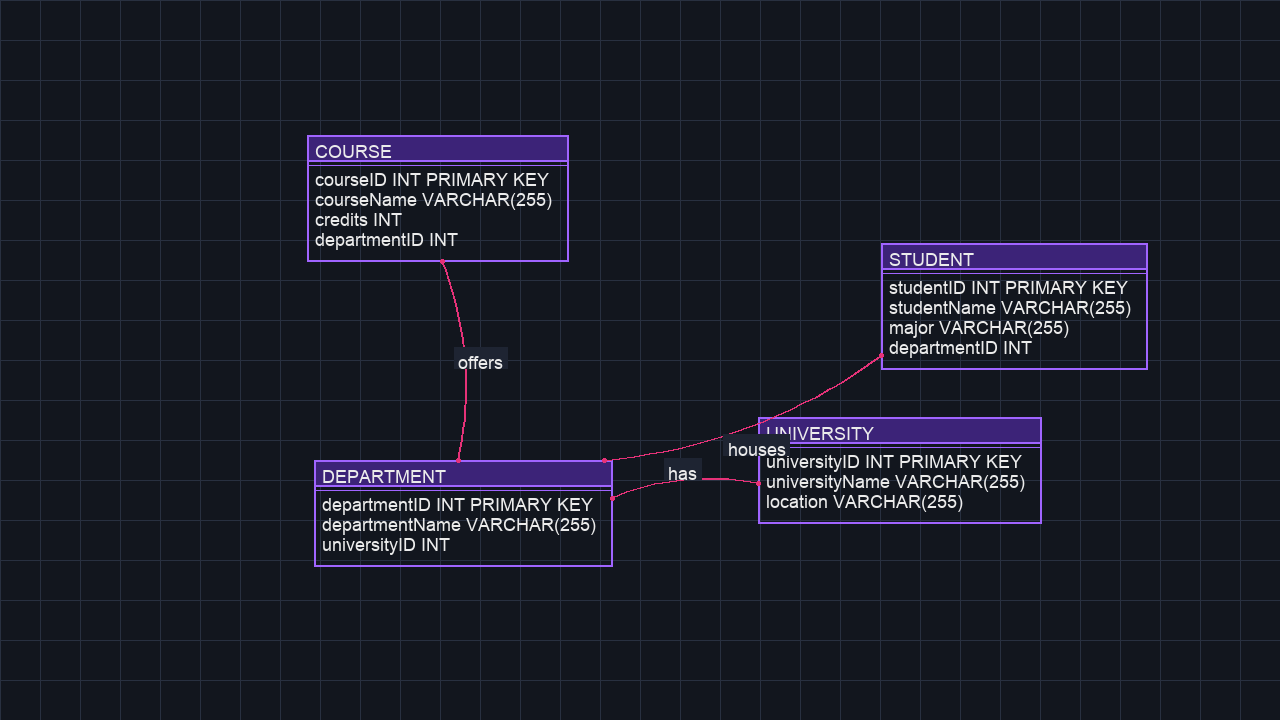 COURSE
courseID INT PRIMARY KEY
courseName VARCHAR(255)
credits INT
departmentID INT
STUDENT
studentID INT PRIMARY KEY
studentName VARCHAR(255)
major VARCHAR(255)
departmentID INT
offers
houses
has
UNIVERSITY
universityID INT PRIMARY KEY
universityName VARCHAR(255)
location VARCHAR(255)
DEPARTMENT
departmentID INT PRIMARY KEY
departmentName VARCHAR(255)
universityID INT